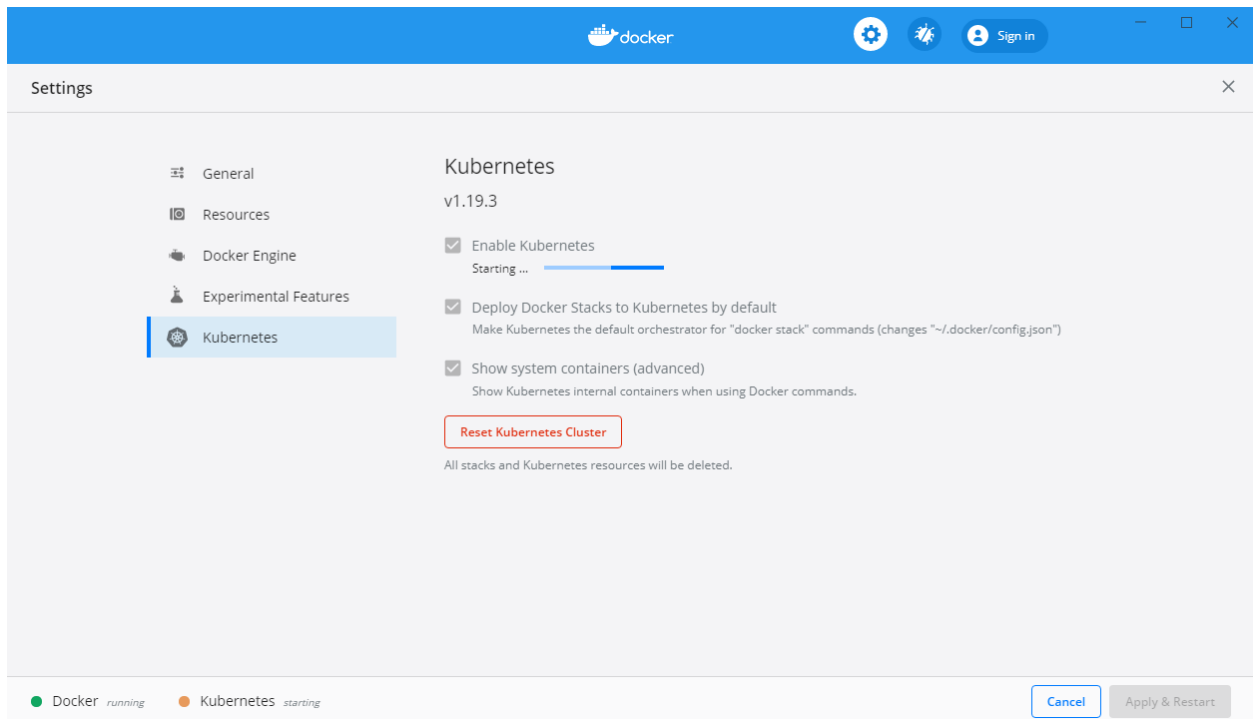 docker
Sign in
Settings
General
Resources
Docker Engine
Experimental Features
Kubernetes
Kubernetes
v1.19.3
Enable Kubernetes
Starting ...
Deploy Docker Stacks to Kubernetes by default
Make Kubernetes the default orchestrator for "docker stack" commands (changes "~/.docker/config.json")
Show system containers (advanced)
Show Kubernetes internal containers when using Docker commands.
Reset Kubernetes Cluster
All stacks and Kubernetes resources will be deleted.
Docker running
Kubernetes starting
Cancel
Apply & Restart